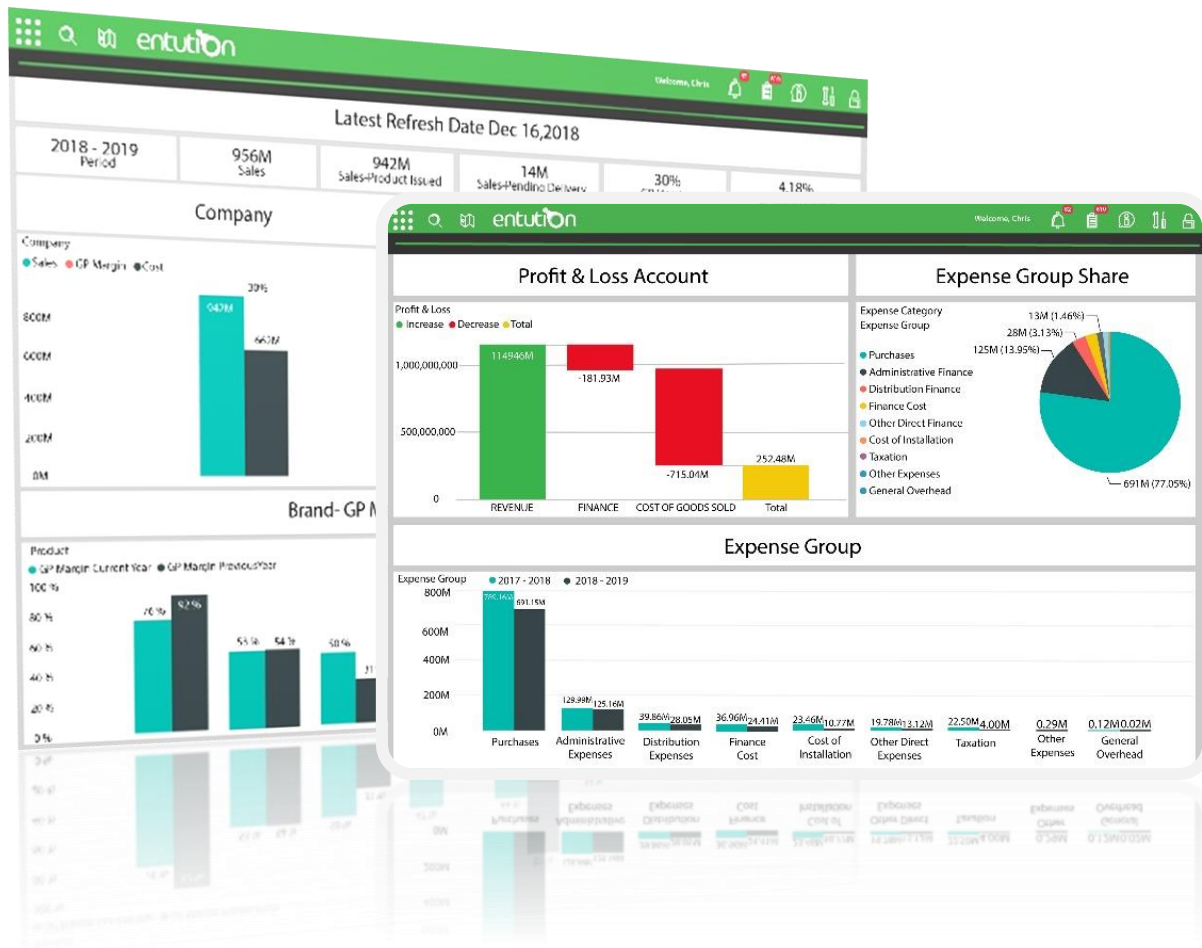 entution
Welcome, Chris
Latest Refresh Date Dec 16,2018
2018 - 2019
Period
956M
Sales
942M
Sales-Product Issued
14M
Sales-Pending Delivery
30%
4.18%
Company
Company
Sales GP Margin Cost
800M
600M
400M
200M
0M
942M
30%
662M
Brand- GP
Product
GP Margin Current Year GP Margin PreviousYear
100 %
80 %
60 %
40 %
20 %
0 %
76 %
92 %
53 %
54 %
50 %
entution
Welcome, Chris
Profit & Loss Account
Profit & Loss
Increase Decrease Total
1,000,000,000
500,000,000
0
114946M
-181.93M
-715.04M
252.48M
REVENUE FINANCE COST OF GOODS SOLD Total
Expense Group Share
Expense Category
Expense Group
Purchases
Administrative Finance
Distribution Finance
Finance Cost
Other Direct Finance
Cost of Installation
Taxation
Other Expenses
General Overhead
13M (1.46%)
28M (3.13%)
125M (13.95%)
691M (77.05%)
Expense Group
Expense Group 2017 - 2018 2018 - 2019
800M
600M
400M
200M
0M
691.15M
129.99M 125.16M
39.86M 28.05M
36.96M 24.41M
23.46M 10.77M
19.78M 13.12M
22.50M 4.00M
0.29M
0.12M 0.02M
Purchases
Administrative
Expenses
Distribution
Expenses
Finance
Cost
Cost of
Installation
Other Direct
Expenses
Taxation
Other
Expenses
General
Overhead